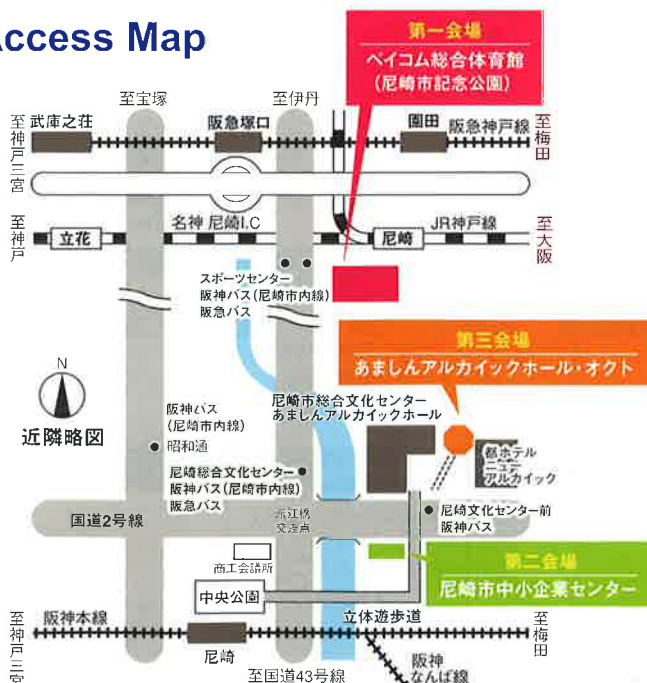 Access Map
第一会場
ベイコム総合体育館
(尼崎市記念公園)
至宝塚
至伊丹
至神戸三宮
武庫之荘
阪急塚口
園田
阪急神戸線
至梅田
至神戸
立花
名神 尼崎I.C
尼崎
JR神戸線
至大阪
スポーツセンター
阪神バス(尼崎市内線)
阪急バス
第三会場
あましんアルカイックホール・オクト
N
近隣略図
尼崎市総合文化センター
あましんアルカイックホール
阪神バス
(尼崎市内線)
昭和通
都ホテル
ニュー
アルカイック
尼崎総合文化センター
阪神バス(尼崎市内線)
阪急バス
国道2号線
交差点
尼崎文化センター前
阪神バス
商工会議所
第二会場
尼崎市中小企業センター
中央公園
立体遊歩道
至神戸三宮
阪神本線
尼崎
至梅田
至国道43号線
阪神
なんば線